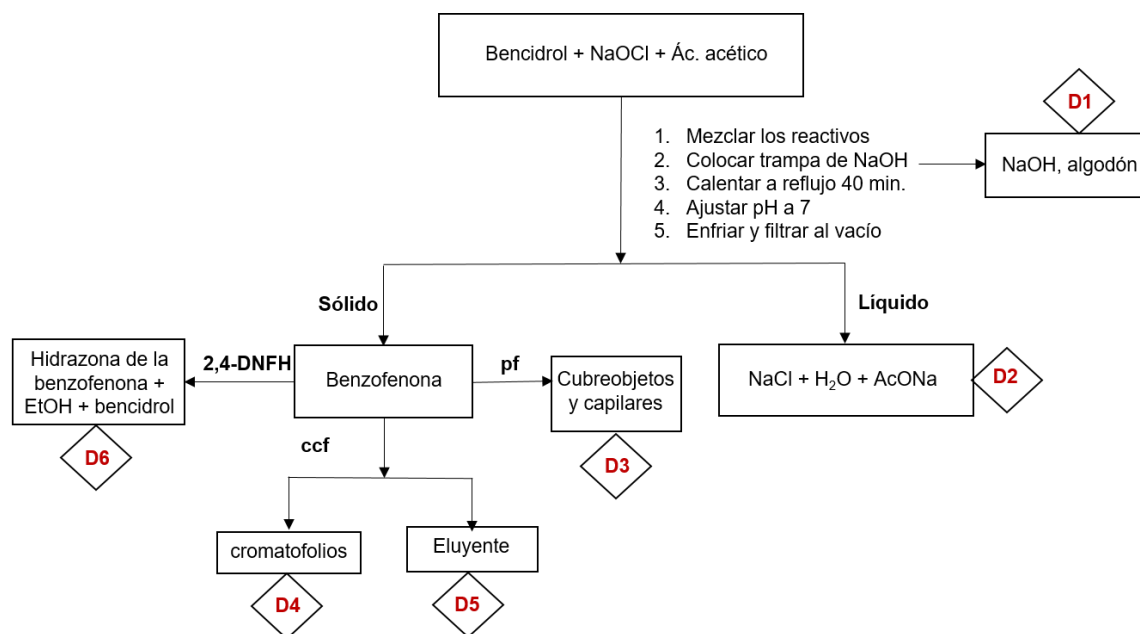 Bencidrol + NaOCl + Ác. acético
D1
1. Mezclar los reactivos
2. Colocar trampa de NaOH
3. Calentar a reflujo 40 min.
4. Ajustar pH a 7
5. Enfriar y filtrar al vacío
NaOH, algodón
Sólido
Líquido
Hidrazona de la
benzofenona +
EtOH + bencidrol
D6
2,4-DNFH
Benzofenona
pf
Cubreobjetos
y capilares
D3
NaCl + H₂O + AcONa
D2
ccf
cromatofolios
D4
Eluyente
D5